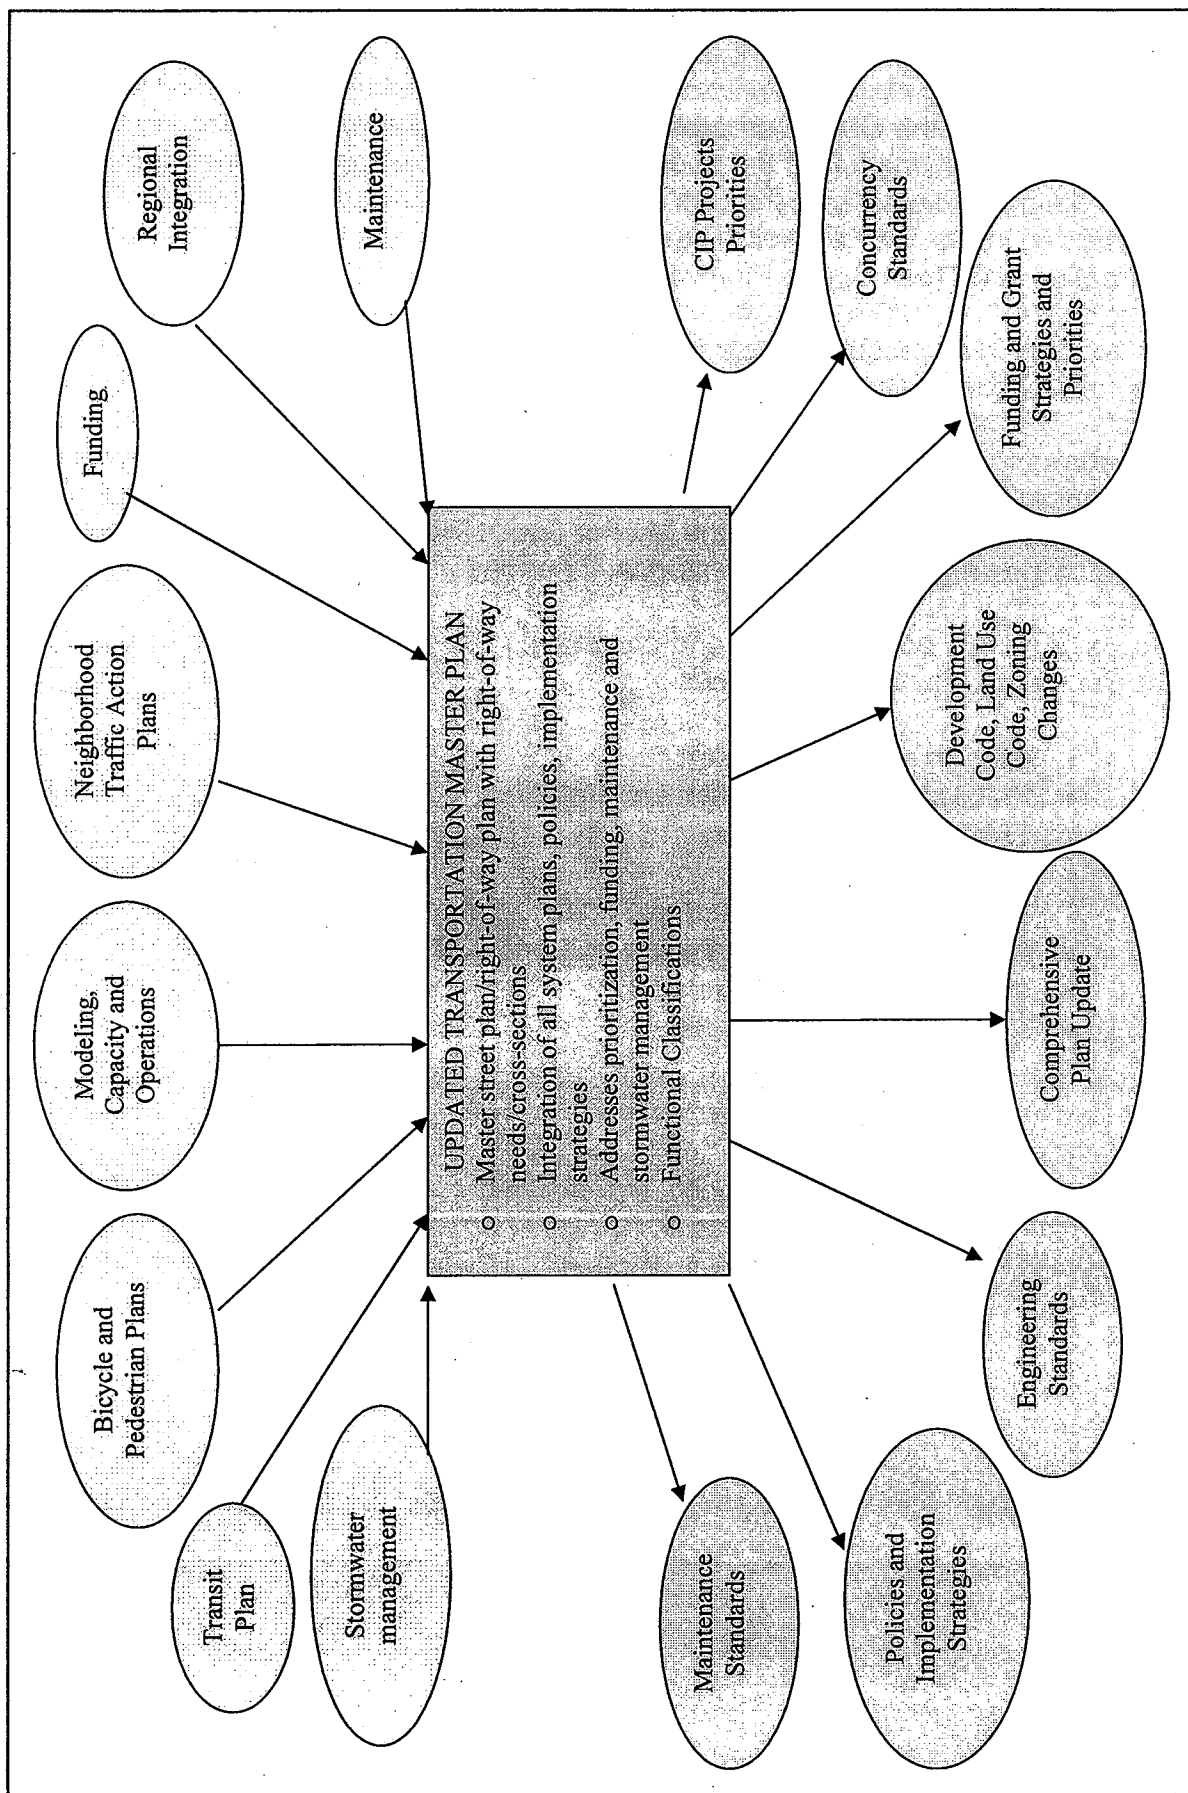 Stormwater
management
Transit
Plan
Bicycle and
Pedestrian Plans
Modeling,
Capacity and
Operations
Neighborhood
Traffic Action
Plans
Funding
Regional
Integration
Maintenance
UPDATED TRANSPORTATION MASTER PLAN
o Master street plan/right-of-way plan with right-of-way
needs/cross-sections
o Integration of all system plans, policies, implementation
strategies
o Addresses prioritization, funding, maintenance and
stormwater management
o Functional Classifications
Maintenance
Standards
Policies and
Implementation
Strategies
Engineering
Standards
Comprehensive
Plan Update
Development
Code, Land Use
Code, Zoning
Changes
Funding and Grant
Strategies and
Priorities
Concurrency
Standards
CIP Projects
Priorities